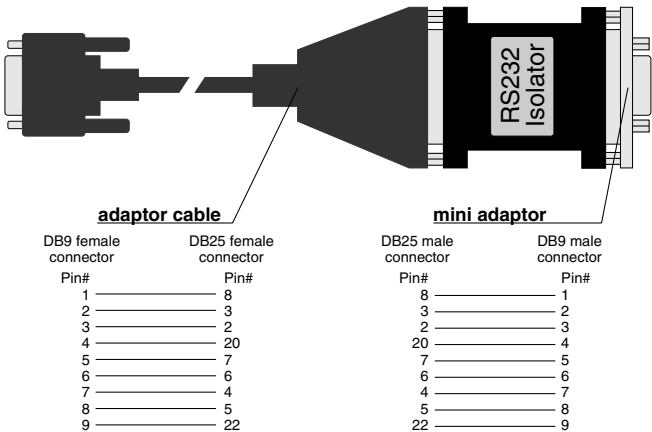 RS232
Isolator
adaptor cable
mini adaptor
DB9 female
connector
DB25 female
connector
DB25 male
connector
DB9 male
connector
Pin# Pin# Pin# Pin#
1 8 8 1
2 3 3 2
3 2 2 3
4 20 20 4
5 7 7 5
6 6 6 6
7 4 4 7
8 5 5 8
9 22 22 9